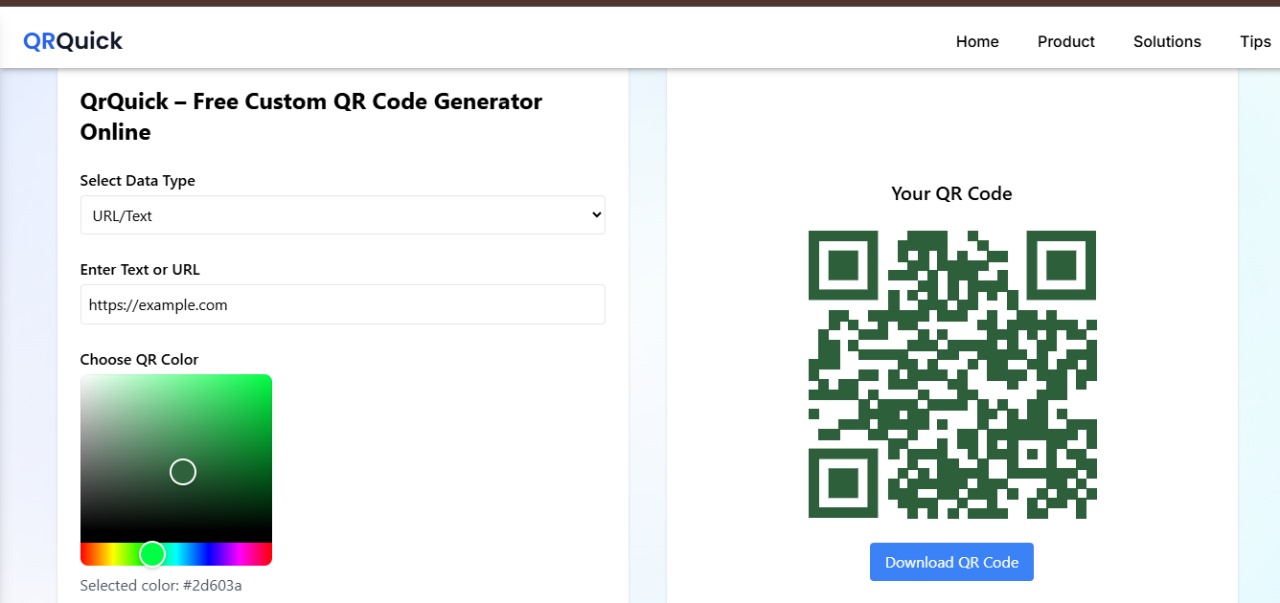 QRQuick
Home Product Solutions Tips
QrQuick – Free Custom QR Code Generator
Online
Select Data Type
URL/Text
Enter Text or URL
https://example.com
Choose QR Color
Selected color: #2d603a
Your QR Code
Download QR Code